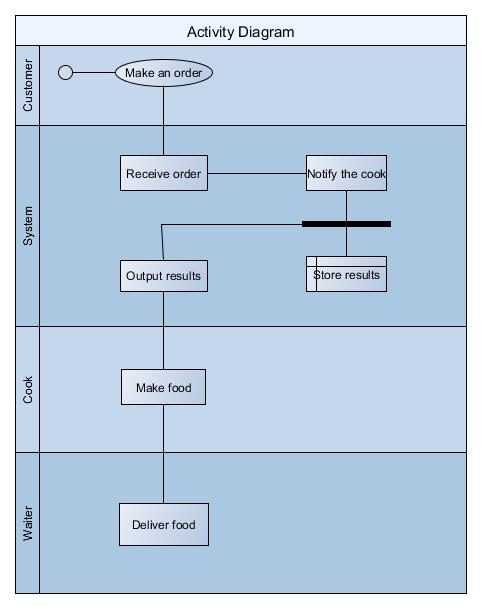 Activity Diagram
Customer
Make an order
System
Receive order
Notify the cook
Output results
Store results
Cook
Make food
Waiter
Deliver food